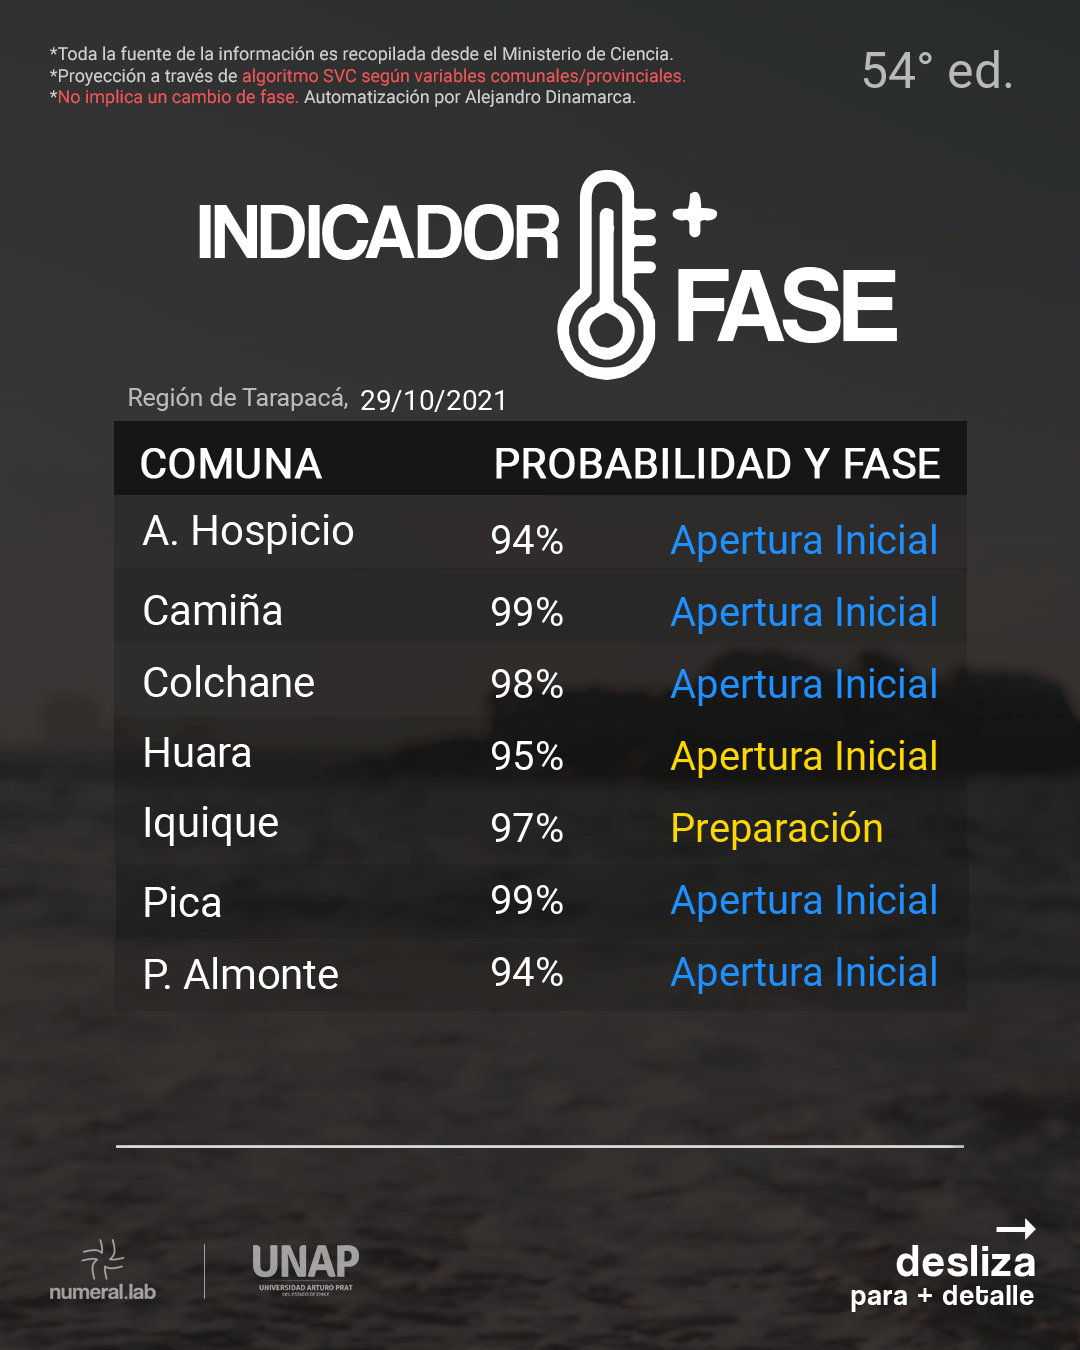 *Toda la fuente de la información es recopilada desde el Ministerio de Ciencia.
*Proyección a través de algoritmo SVC según variables comunales/provinciales.
*No implica un cambio de fase. Automatización por Alejandro Dinamarca.
54° ed.
INDICADOR
+
FASE
Región de Tarapacá, 29/10/2021
COMUNA PROBABILIDAD Y FASE
A. Hospicio 94% Apertura Inicial
Camiña 99% Apertura Inicial
Colchane 98% Apertura Inicial
Huara 95% Apertura Inicial
Iquique 97% Preparación
Pica 99% Apertura Inicial
P. Almonte 94% Apertura Inicial
numeral.lab
UNAP
UNIVERSIDAD ARTURO PRAT
DEL ESTADO DE CHILE
desliza
para + detalle